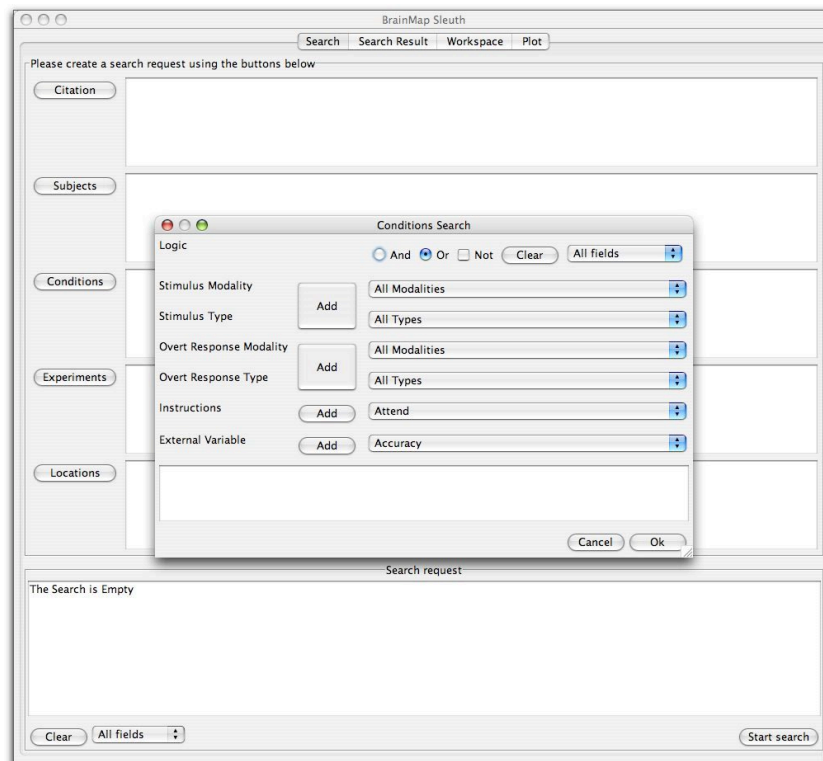 BrainMap Sleuth
Search Search Result Workspace Plot
Please create a search request using the buttons below
Citation
Subjects
Conditions Search
Logic And Or Not Clear All fields
Conditions
Stimulus Modality Add All Modalities
Stimulus Type All Types
Overt Response Modality Add All Modalities
Experiments
Overt Response Type All Types
Instructions Add Attend
External Variable Add Accuracy
Locations
Cancel Ok
Search request
The Search is Empty
Clear All fields Start search